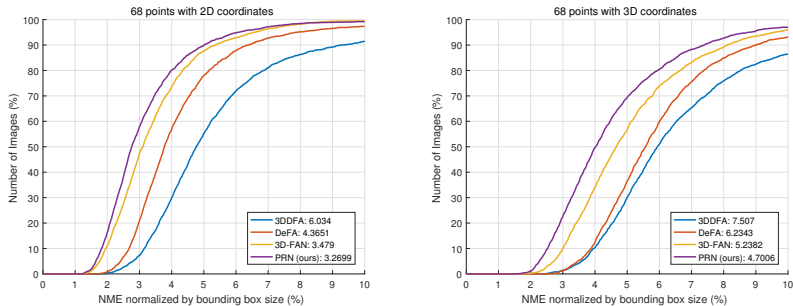 68 points with 2D coordinates
100
90
80
70
60
50
40
30
20
10
0
Number of Images (%)
0 1 2 3 4 5 6 7 8 9 10
NME normalized by bounding box size (%)
3DDFA: 6.034
DeFA: 4.3651
3D-FAN: 3.479
PRN (ours): 3.2699
68 points with 3D coordinates
100
90
80
70
60
50
40
30
20
10
0
Number of Images (%)
0 1 2 3 4 5 6 7 8 9 10
NME normalized by bounding box size (%)
3DDFA: 7.507
DeFA: 6.2343
3D-FAN: 5.2382
PRN (ours): 4.7006